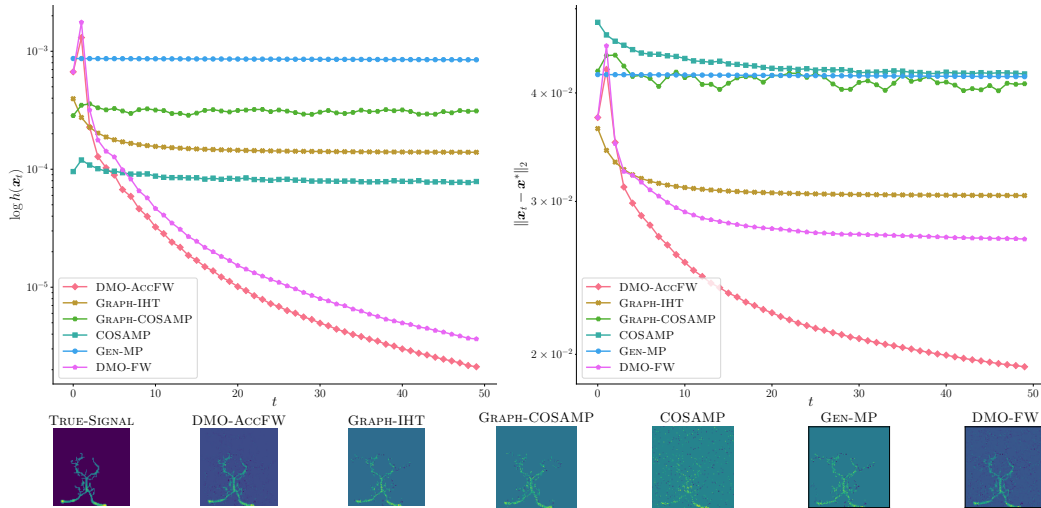 10⁻³
10⁻⁴
10⁻⁵
log h(x_t)
DMO-AccFW
Graph-IHT
Graph-COSAMP
COSAMP
Gen-MP
DMO-FW
0 10 20 30 40 50
t
4 × 10⁻²
3 × 10⁻²
2 × 10⁻²
‖x_t − x*‖₂
DMO-AccFW
Graph-IHT
Graph-COSAMP
COSAMP
Gen-MP
DMO-FW
0 10 20 30 40 50
t
True-Signal DMO-AccFW Graph-IHT Graph-COSAMP COSAMP Gen-MP DMO-FW